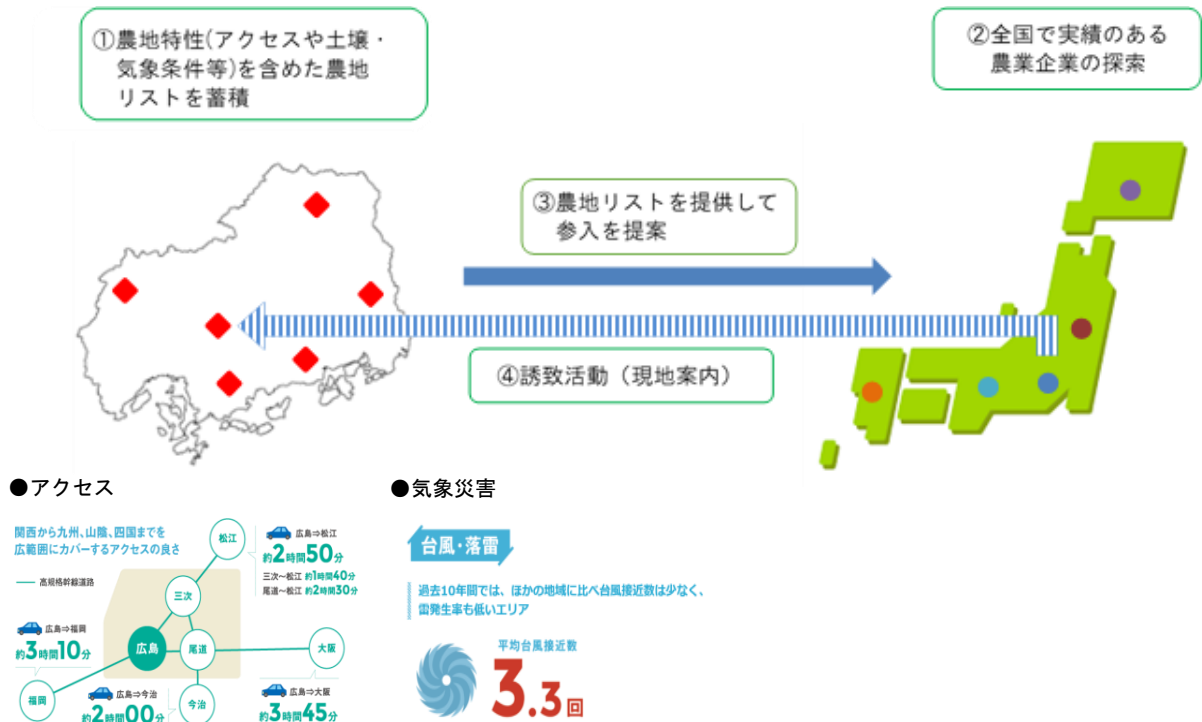 ①農地特性(アクセスや土壌・
気象条件等)を含めた農地
リストを蓄積
②全国で実績のある
農業企業の探索
③農地リストを提供して
参入を提案
④誘致活動（現地案内）
●アクセス
関西から九州、山陰、四国までを
広範囲にカバーするアクセスの良さ
高規格幹線道路
松江
広島⇒松江
約2時間50分
三次～松江 約1時間40分
尾道～松江 約2時間30分
三次
広島⇒福岡
約3時間10分
広島
尾道
大阪
福岡
広島⇒今治
約2時間00分
今治
広島⇒大阪
約3時間45分
●気象災害
台風・落雷
過去10年間では、ほかの地域に比べ台風接近数は少なく、
雷発生率も低いエリア
平均台風接近数
3.3回